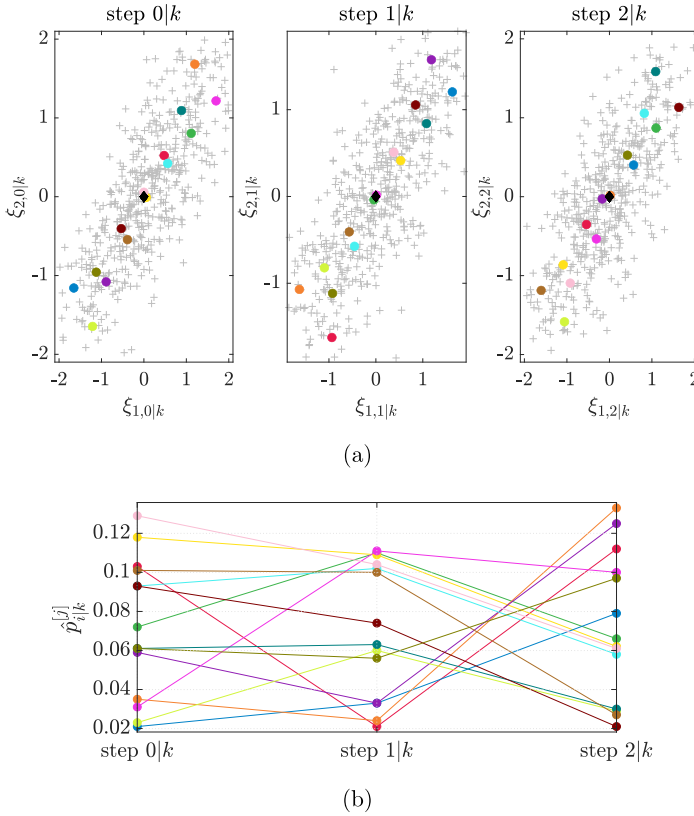 step 0|k step 1|k step 2|k
2
1
0
-1
-2
ξ2,0|k
-2 -1 0 1 2
ξ1,0|k
1
0
-1
ξ2,1|k
-1 0 1
ξ1,1|k
2
1
0
-1
-2
ξ2,2|k
-2 -1 0 1 2
ξ1,2|k
(a)
0.12
0.1
0.08
0.06
0.04
0.02
p̂[j]i|k
step 0|k step 1|k step 2|k
(b)